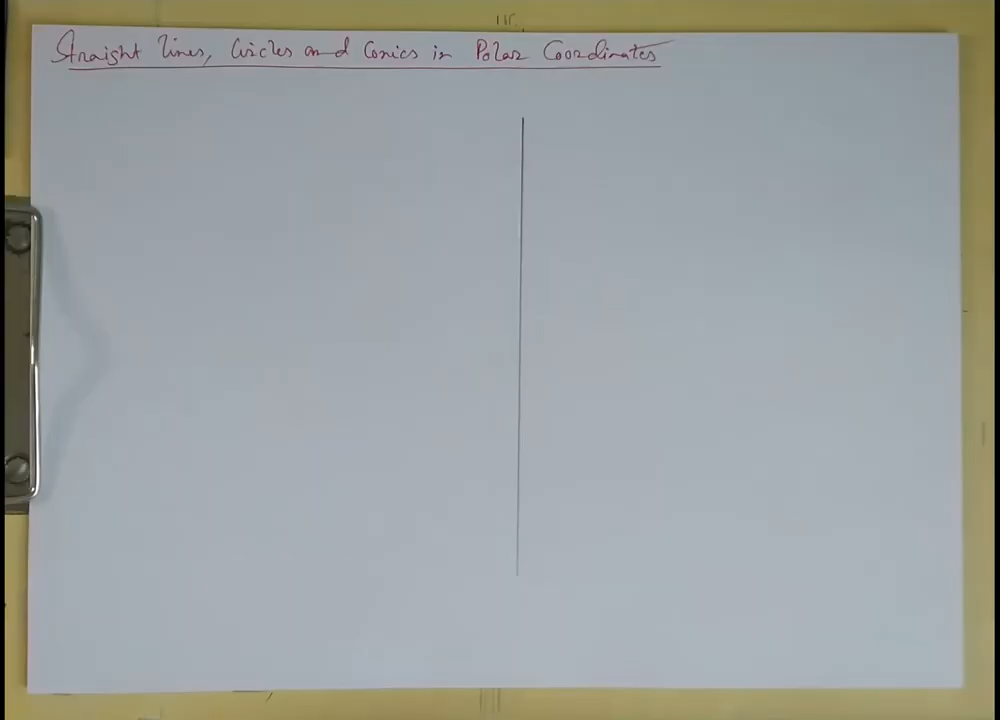 Straight lines, Circles and Conics in Polar Coordinates